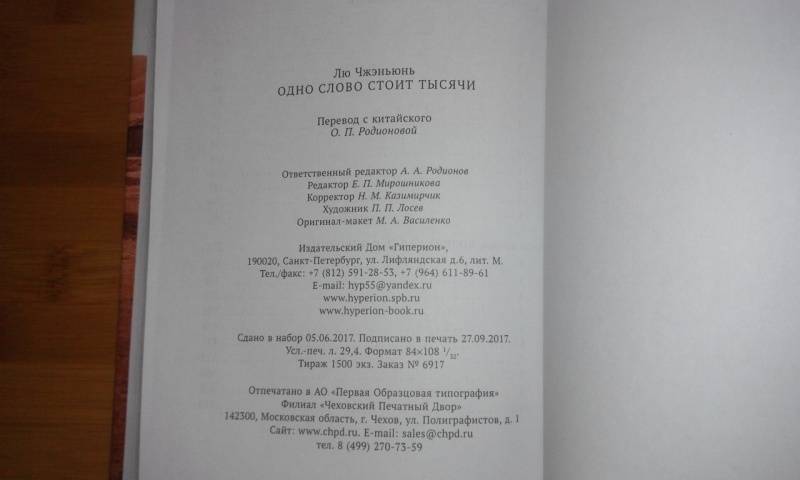 Лю Чжэньюнь
ОДНО СЛОВО СТОИТ ТЫСЯЧИ
Перевод с китайского
О. П. Родионовой
Ответственный редактор А. А. Родионов
Редактор Е. П. Мирошникова
Корректор Н. М. Казимирчик
Художник П. П. Лосев
Оригинал-макет М. А. Василенко
Издательский Дом «Гиперион»,
190020, Санкт-Петербург, ул. Лифляндская д.6, лит. М.
Тел./факс: +7 (812) 591-28-53, +7 (964) 611-89-61
E-mail: hyp55@yandex.ru
www.hyperion.spb.ru
www.hyperion-book.ru
Сдано в набор 05.06.2017. Подписано в печать 27.09.2017.
Усл.-печ. л. 29,4. Формат 84×108 1/32.
Тираж 1500 экз. Заказ № 6917
Отпечатано в АО «Первая Образцовая типография»
Филиал «Чеховский Печатный Двор»
142300, Московская область, г. Чехов, ул. Полиграфистов, д. 1
Сайт: www.chpd.ru. E-mail: sales@chpd.ru
тел. 8 (499) 270-73-59